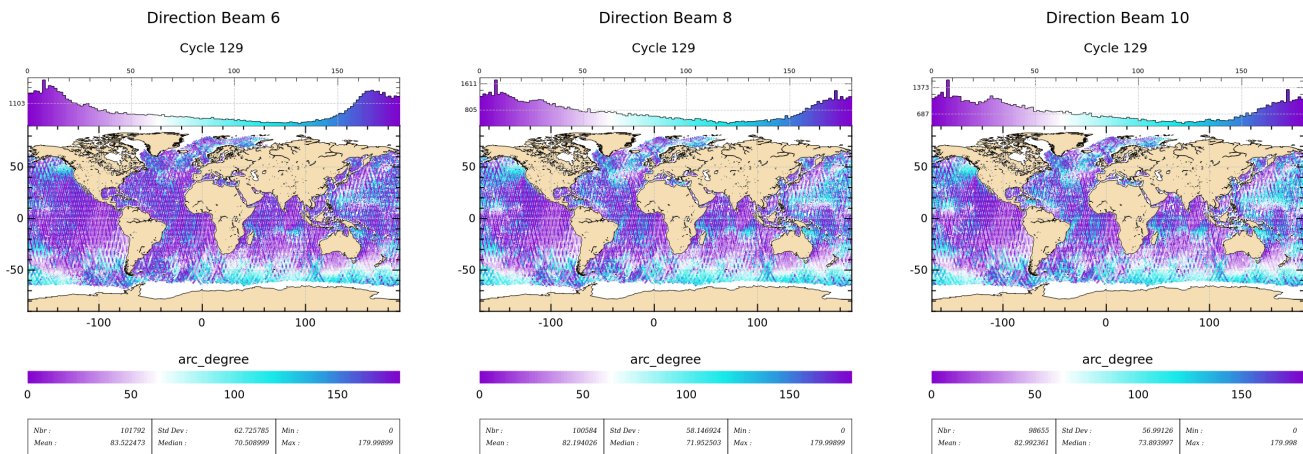 Direction Beam 6
Cycle 129
0 50 100 150
1103
50
0
-50
-100 0 100
arc_degree
0 50 100 150
Nbr : 101792 Std Dev : 62.725785 Min : 0
Mean : 83.522473 Median : 70.508999 Max : 179.99899
Direction Beam 8
Cycle 129
0 50 100 150
1611
805
50
0
-50
-100 0 100
arc_degree
0 50 100 150
Nbr : 100584 Std Dev : 58.146924 Min : 0
Mean : 82.194026 Median : 71.952503 Max : 179.99899
Direction Beam 10
Cycle 129
0 50 100 150
1373
687
50
0
-50
-100 0 100
arc_degree
0 50 100 150
Nbr : 98655 Std Dev : 56.99126 Min : 0
Mean : 82.992361 Median : 73.893997 Max : 179.998